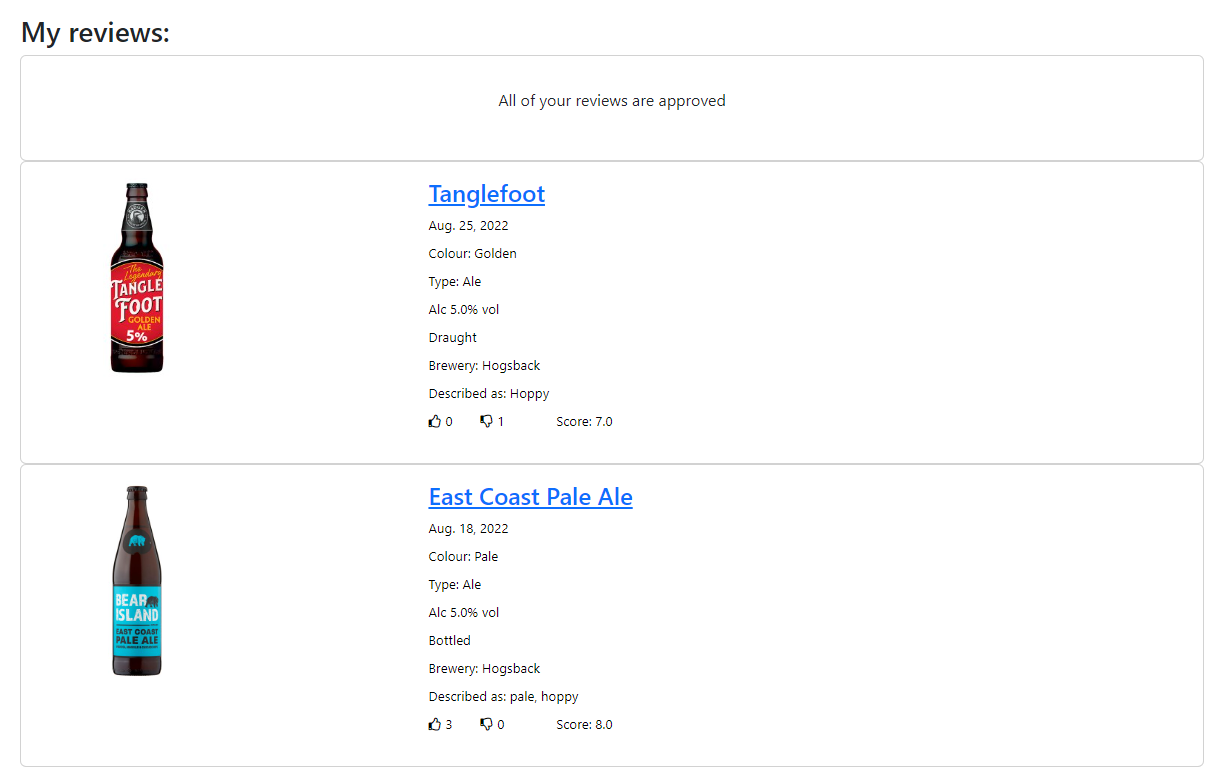 My reviews:
All of your reviews are approved
Tanglefoot
Aug. 25, 2022
Colour: Golden
Type: Ale
Alc 5.0% vol
Draught
Brewery: Hogsback
Described as: Hoppy
0 1 Score: 7.0
The
Legendary
TANGLE
FOOT
GOLDEN
ALE
5%
East Coast Pale Ale
Aug. 18, 2022
Colour: Pale
Type: Ale
Alc 5.0% vol
Bottled
Brewery: Hogsback
Described as: pale, hoppy
3 0 Score: 8.0
BEAR
ISLAND
EAST COAST
PALE ALE